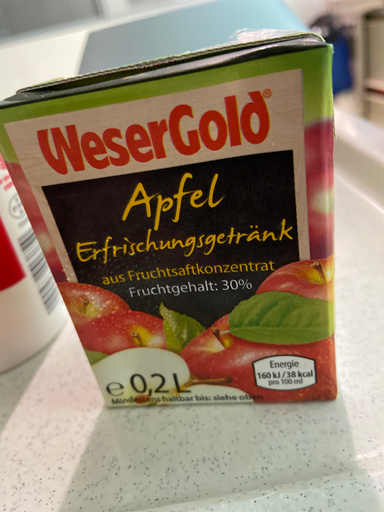 WeserGold®
Apfel
Erfrischungsgetränk
aus Fruchtsaftkonzentrat
Fruchtgehalt: 30%
Energie
160 kJ / 38 kcal
pro 100 ml
e 0,2 L
Mindestens haltbar bis: siehe oben